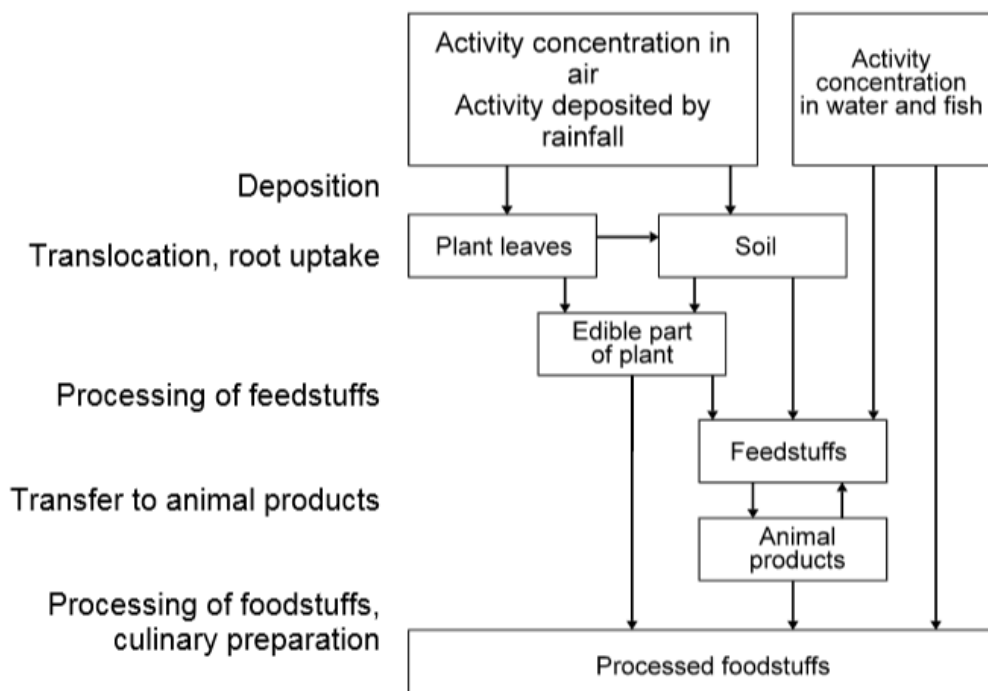 Activity concentration in
air
Activity deposited by
rainfall
Activity
concentration
in water and fish
Deposition
Translocation, root uptake
Plant leaves
Soil
Edible part
of plant
Processing of feedstuffs
Feedstuffs
Transfer to animal products
Animal
products
Processing of foodstuffs,
culinary preparation
Processed foodstuffs